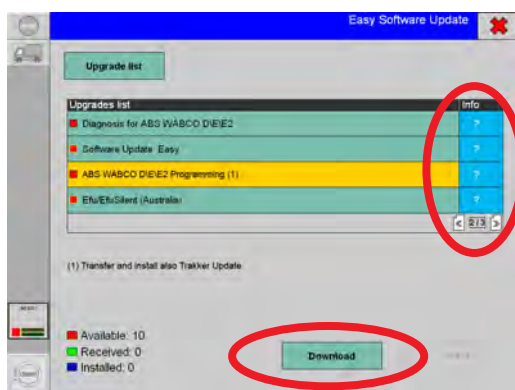 Easy Software Update
Upgrade list
Upgrades list Info
Diagnosis for ABS WABCO D\E\E2 ?
Software Update Easy ?
ABS WABCO D\E\E2 Programming (1) ?
Efu/EfuSilent (Australia) ?
< 2/3 >
(1) Transfer and install also Trakker Update
Available: 10
Received: 0
Installed: 0
Download